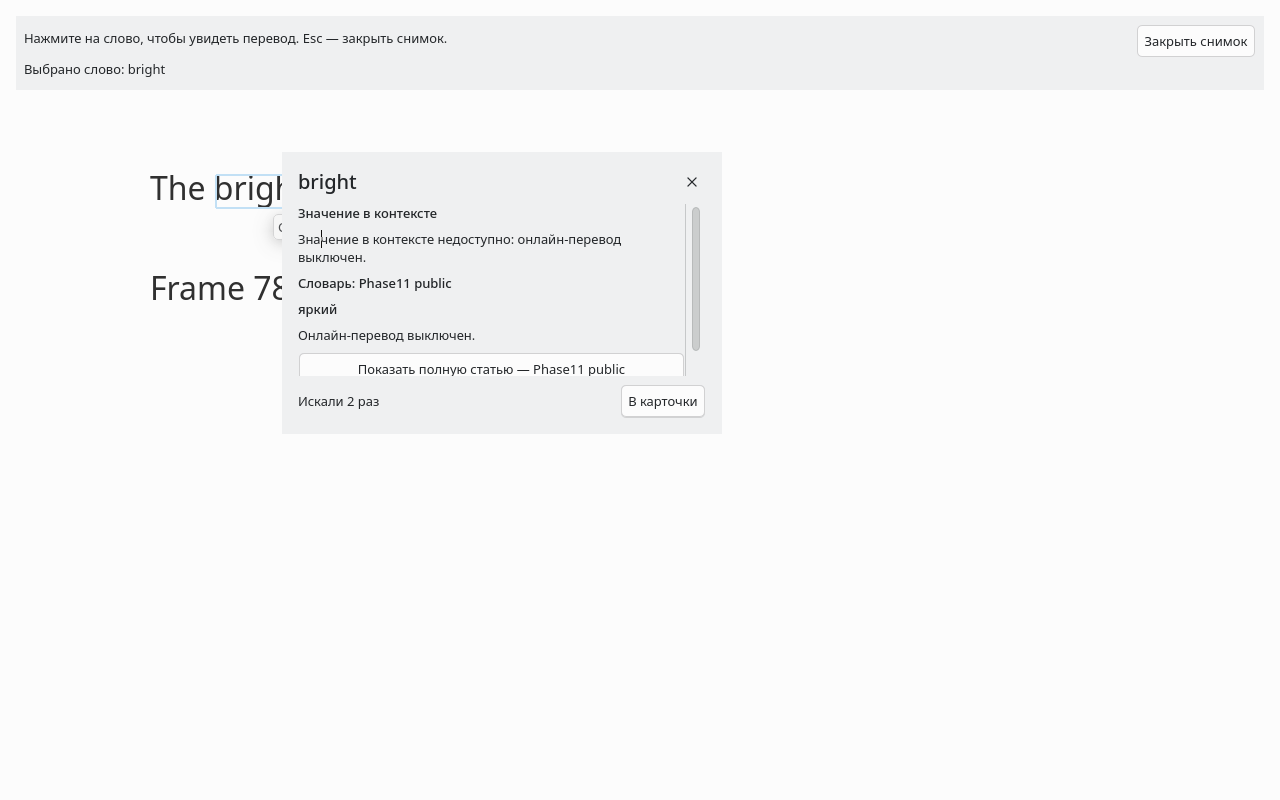 Нажмите на слово, чтобы увидеть перевод. Esc — закрыть снимок.
Закрыть снимок
Выбрано слово: bright
The
bright
Значение в контексте
Значение в контексте недоступно: онлайн-перевод
выключен.
Словарь: Phase11 public
яркий
Онлайн-перевод выключен.
Показать полную статью — Phase11 public
Искали 2 раз
В карточки
Frame 78